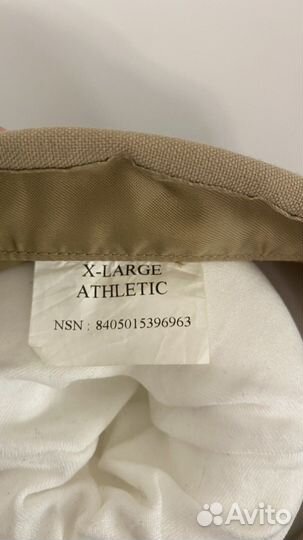 X-LARGE
ATHLETIC
NSN : 8405015396963
Avito